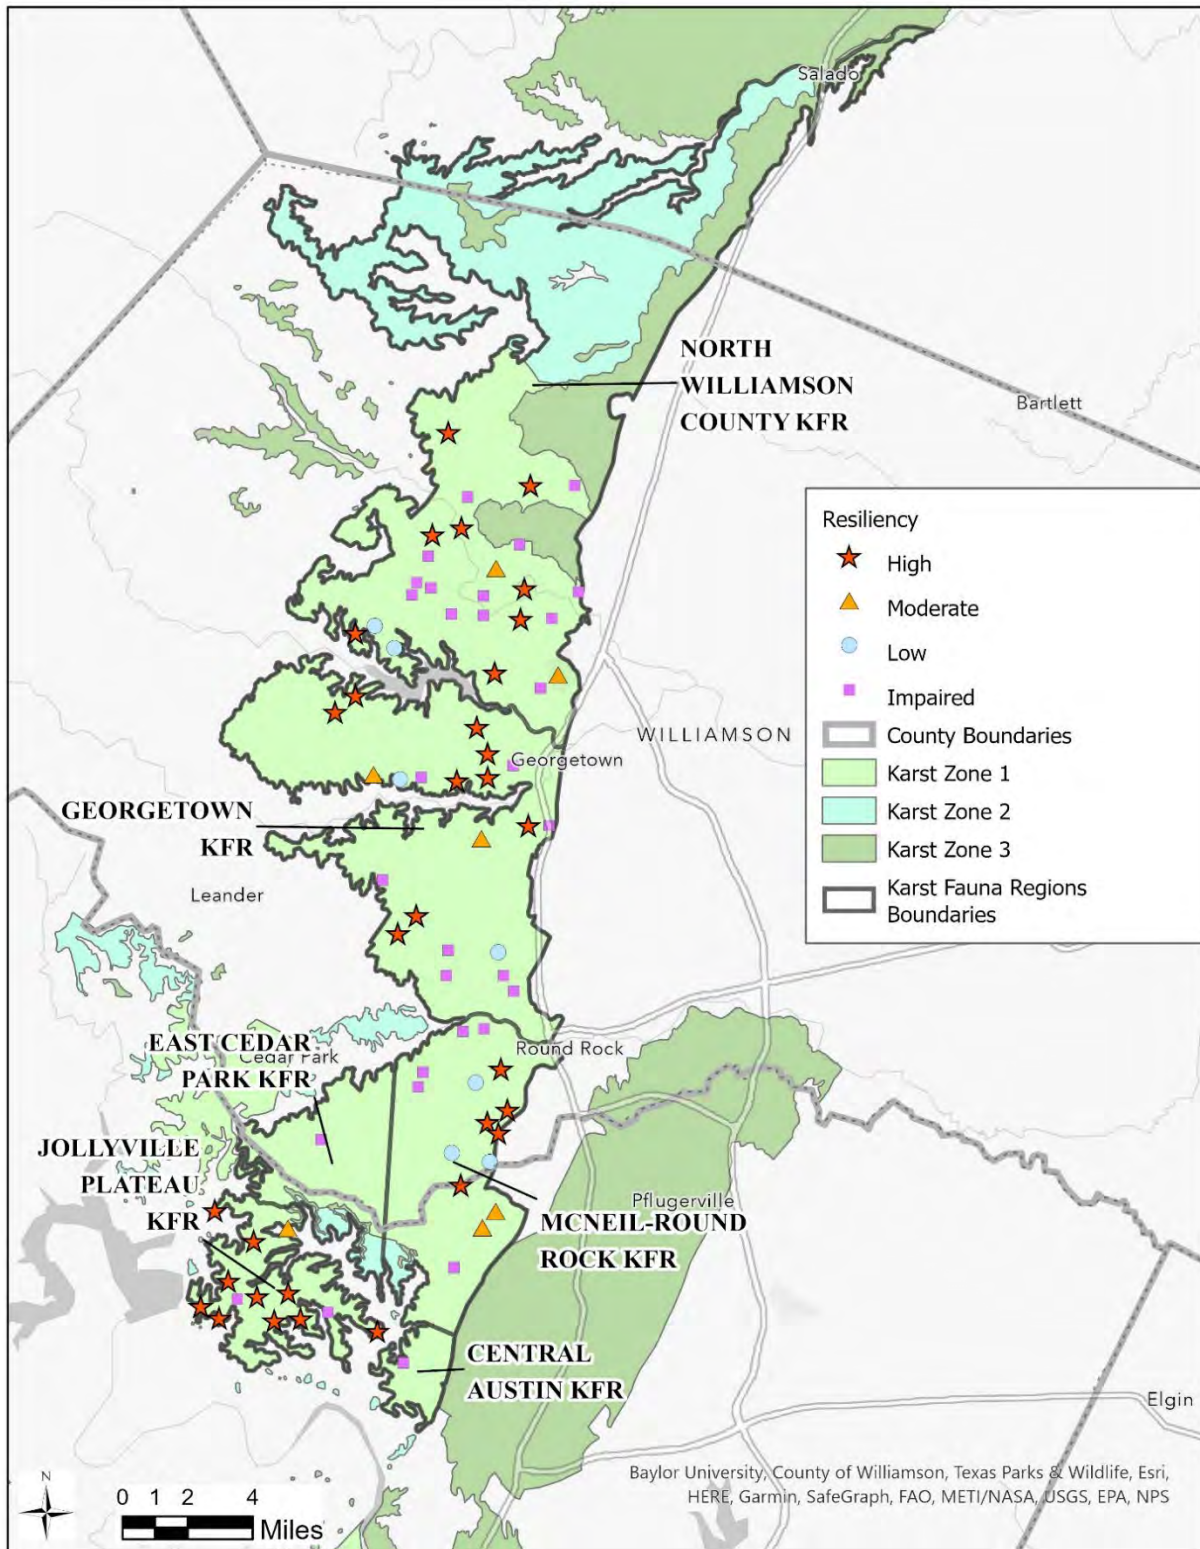 Salado
NORTH
WILLIAMSON
COUNTY KFR
Bartlett
Resiliency
High
Moderate
Low
Impaired
County Boundaries
Karst Zone 1
Karst Zone 2
Karst Zone 3
Karst Fauna Regions
Boundaries
WILLIAMSON
Georgetown
GEORGETOWN
KFR
Leander
EAST CEDAR
PARK KFR
Cedar Park
Round Rock
JOLLYVILLE
PLATEAU
KFR
Pflugerville
MCNEIL-ROUND
ROCK KFR
CENTRAL
AUSTIN KFR
Elgin
Baylor University, County of Williamson, Texas Parks & Wildlife, Esri,
HERE, Garmin, SafeGraph, FAO, METI/NASA, USGS, EPA, NPS
N
0 1 2 4
Miles